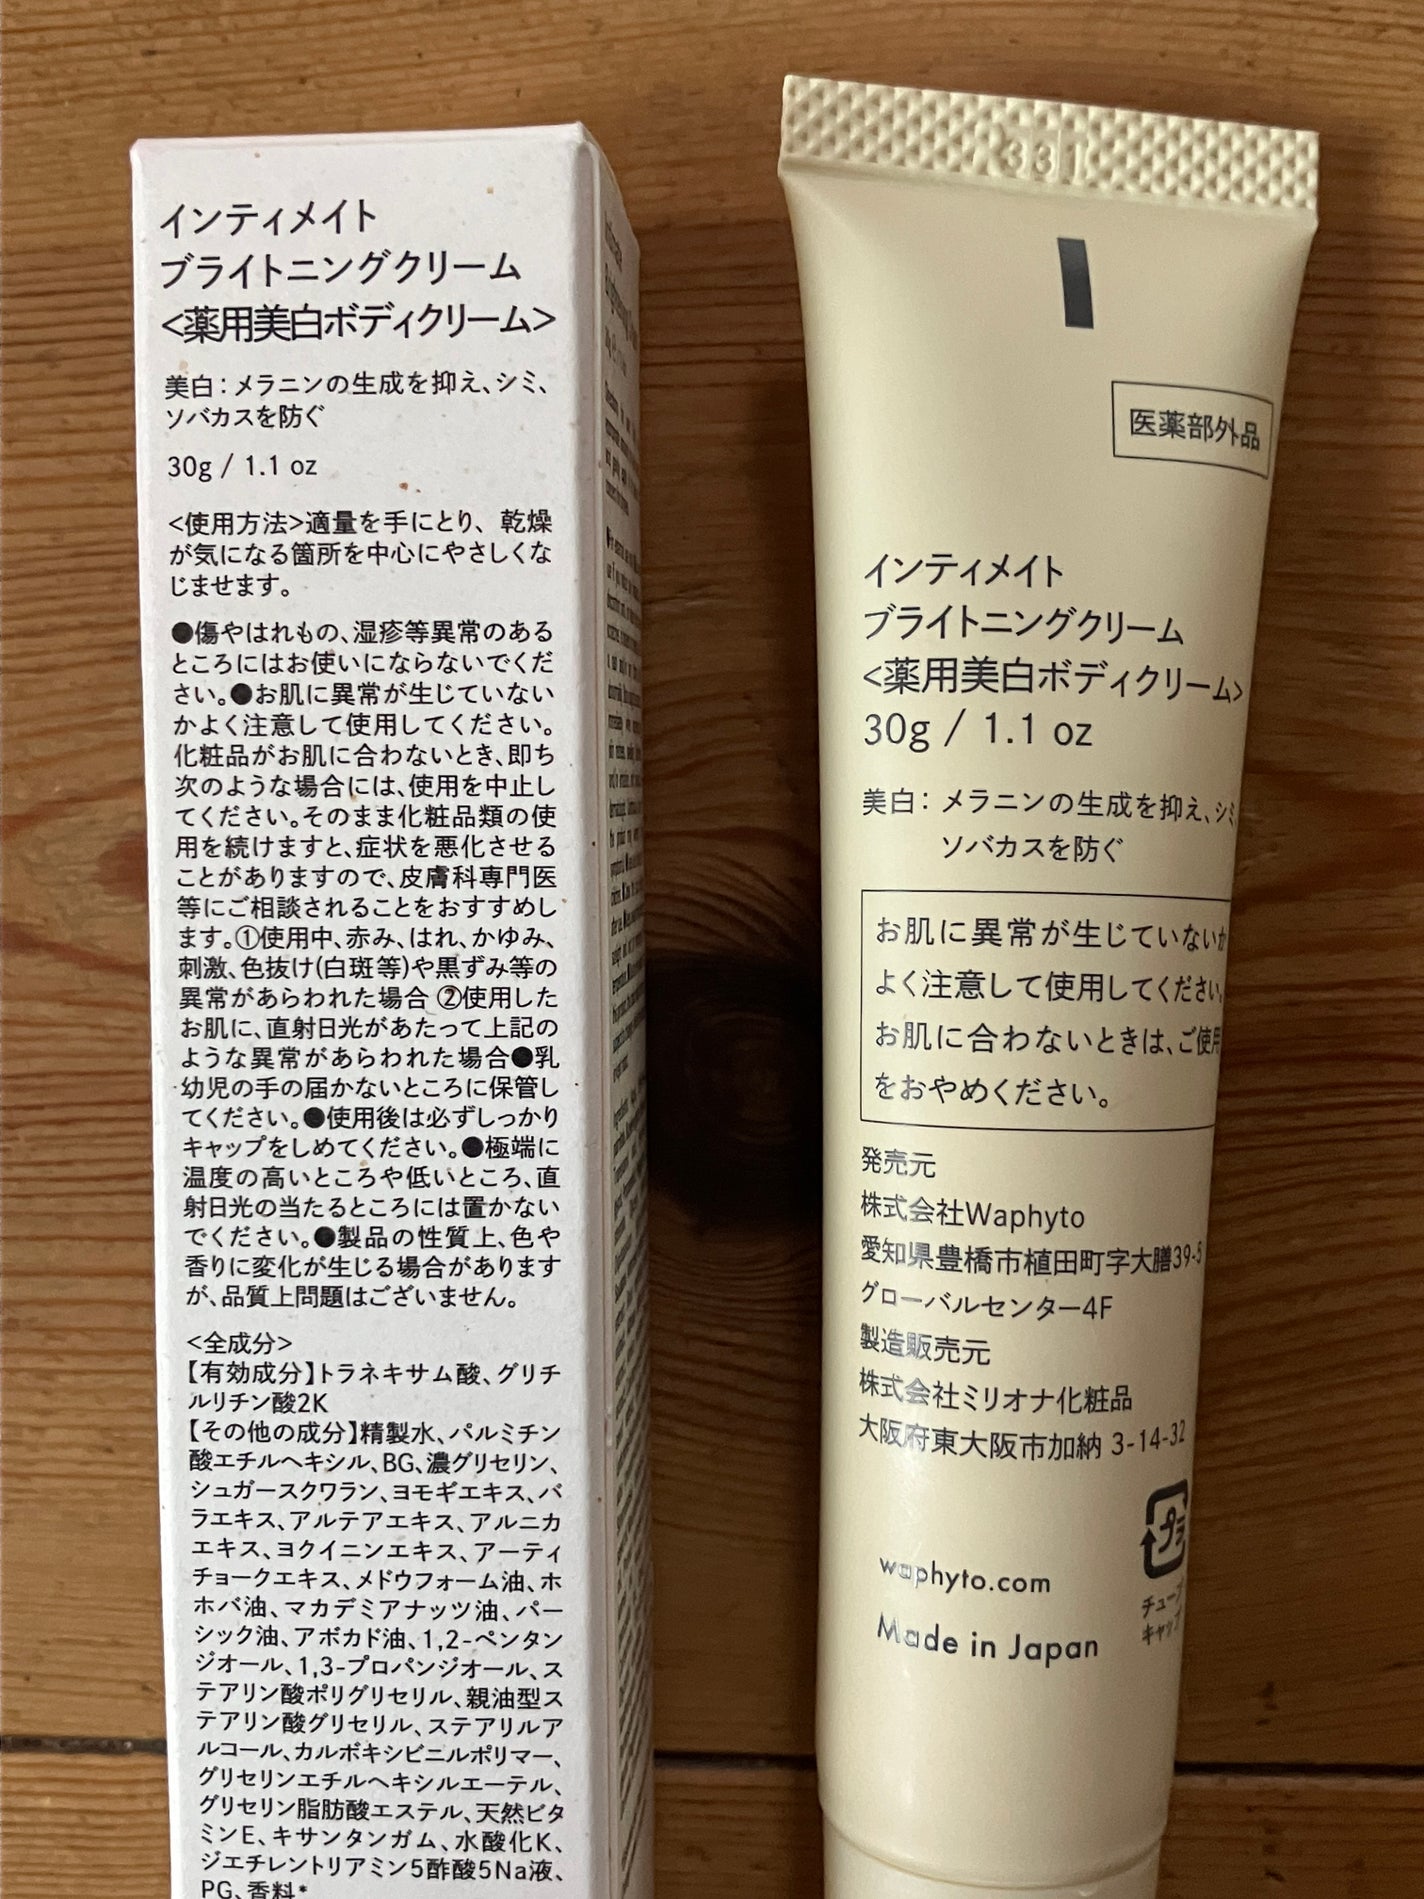 インティメイト
ブライトニングクリーム
<薬用美白ボディクリーム>
美白：メラニンの生成を抑え、シミ、
ソバカスを防ぐ
30g / 1.1 oz
<使用方法>適量を手にとり、乾燥
が気になる箇所を中心にやさしくな
じませます。
●傷やはれもの、湿疹等異常のある
ところにはお使いにならないでくだ
さい。●お肌に異常が生じていない
かよく注意して使用してください。
化粧品がお肌に合わないとき、即ち
次のような場合には、使用を中止し
てください。そのまま化粧品類の使
用を続けますと、症状を悪化させる
ことがありますので、皮膚科専門医
等にご相談されることをおすすめし
ます。①使用中、赤み、はれ、かゆみ、
刺激、色抜け(白斑等)や黒ずみ等の
異常があらわれた場合 ②使用した
お肌に、直射日光があたって上記の
ような異常があらわれた場合●乳
幼児の手の届かないところに保管し
てください。●使用後は必ずしっかり
キャップをしめてください。●極端に
温度の高いところや低いところ、直
射日光の当たるところには置かない
でください。●製品の性質上、色や
香りに変化が生じる場合があります
が、品質上問題はございません。
<全成分>
【有効成分】トラネキサム酸、グリチ
ルリチン酸2K
【その他の成分】精製水、パルミチン
酸エチルヘキシル、BG、濃グリセリン、
シュガースクワラン、ヨモギエキス、バ
ラエキス、アルテアエキス、アルニカ
エキス、ヨクイニンエキス、アーティ
チョークエキス、メドウフォーム油、ホ
ホバ油、マカデミアナッツ油、パー
シック油、アボカド油、1,2-ペンタン
ジオール、1,3-プロパンジオール、ス
テアリン酸ポリグリセリル、親油型ス
テアリン酸グリセリル、ステアリルア
ルコール、カルボキシビニルポリマー、
グリセリンエチルヘキシルエーテル、
グリセリン脂肪酸エステル、天然ビタ
ミンE、キサンタンガム、水酸化K、
ジエチレントリアミン5酢酸5Na液、
PG、香料*
331
医薬部外品
インティメイト
ブライトニングクリーム
<薬用美白ボディクリーム>
30g / 1.1 oz
美白：メラニンの生成を抑え、シミ、
ソバカスを防ぐ
お肌に異常が生じていないか
よく注意して使用してください。
お肌に合わないときは、ご使用
をおやめください。
発売元
株式会社Waphyto
愛知県豊橋市植田町字大膳39-5
グローバルセンター4F
製造販売元
株式会社ミリオナ化粧品
大阪府東大阪市加納 3-14-32
プラ
チューブ
キャップ
waphyto.com
Made in Japan